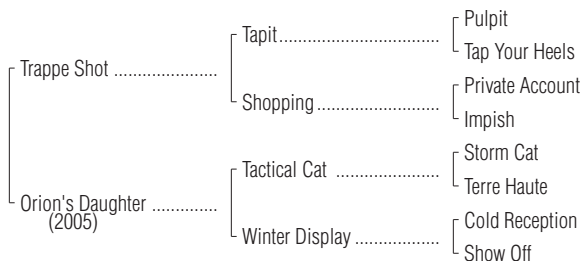 Pulpit
Tapit
Tap Your Heels
Trappe Shot
Private Account
Shopping
Impish
Storm Cat
Tactical Cat
Terre Haute
Orion's Daughter
(2005)
Cold Reception
Winter Display
Show Off